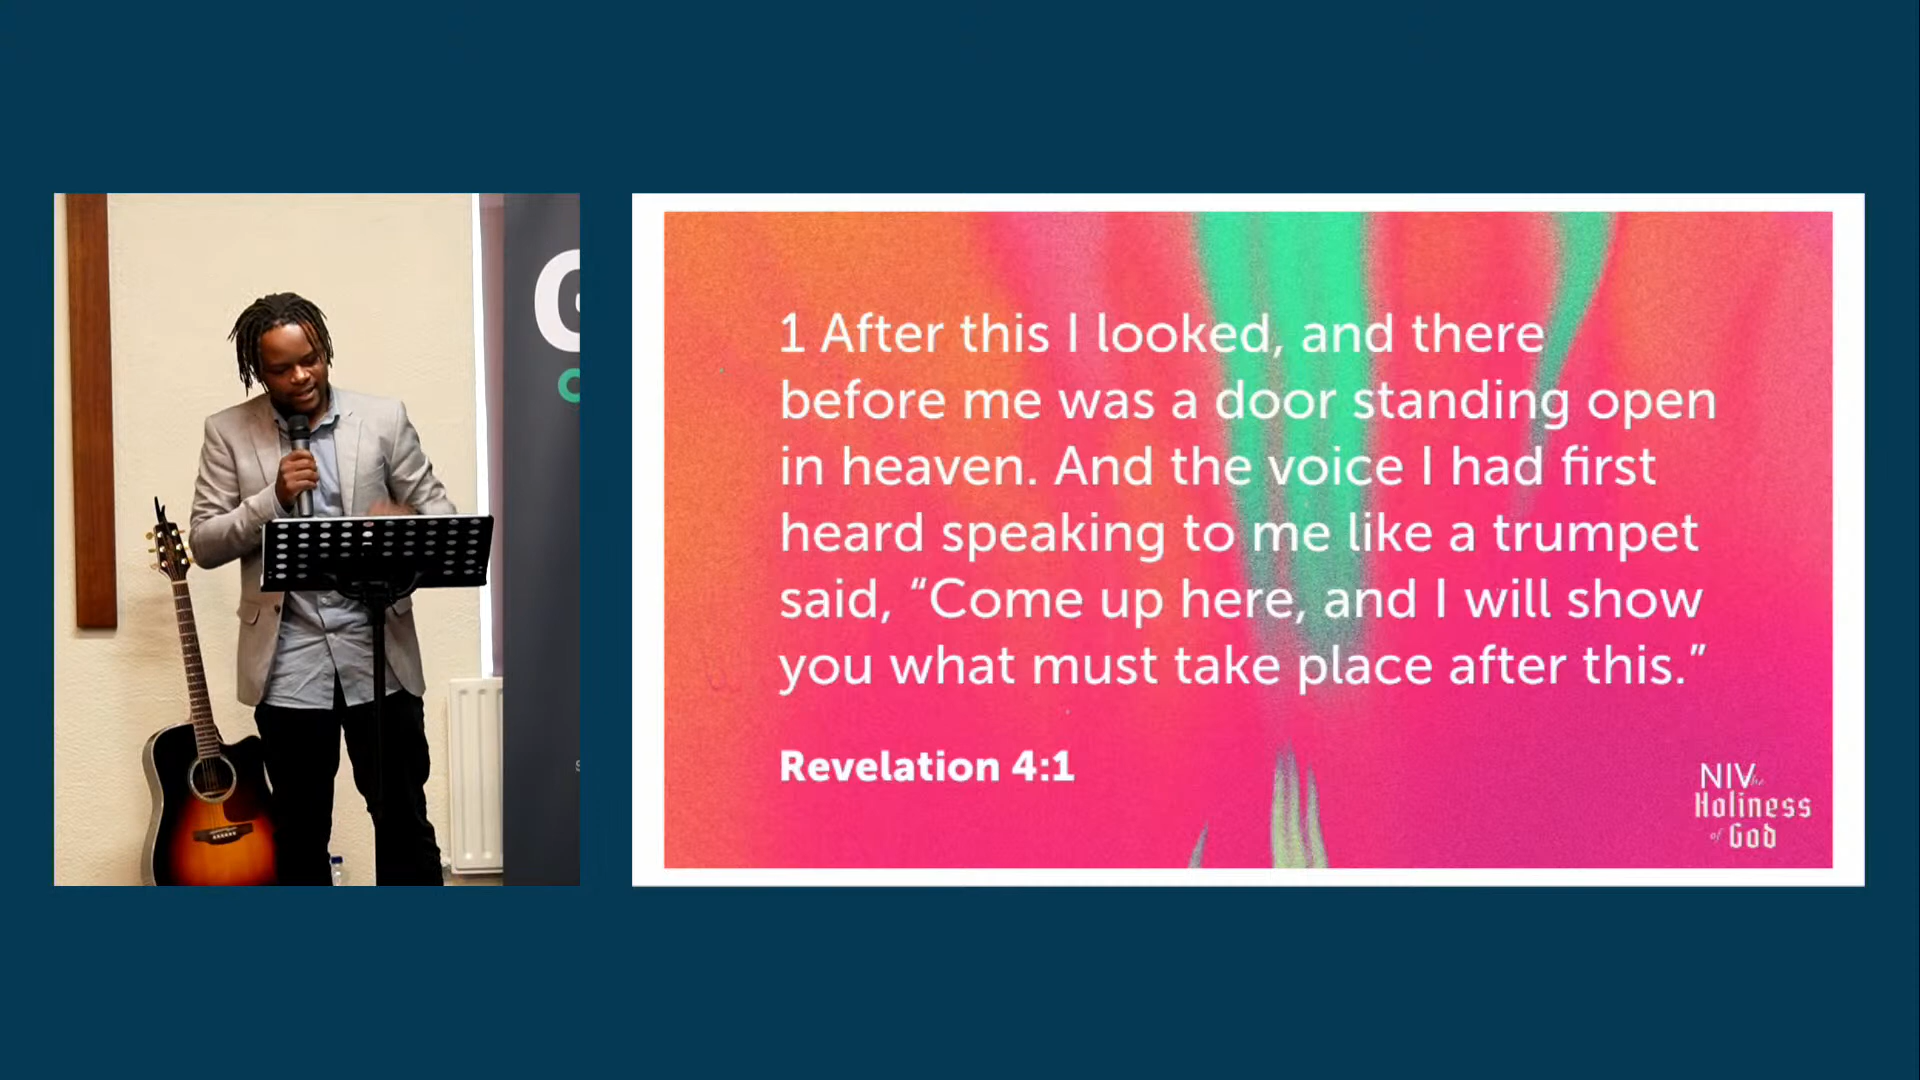 1 After this I looked, and there
before me was a door standing open
in heaven. And the voice I had first
heard speaking to me like a trumpet
said, “Come up here, and I will show
you what must take place after this.”
Revelation 4:1
NIV
The
Holiness
of God